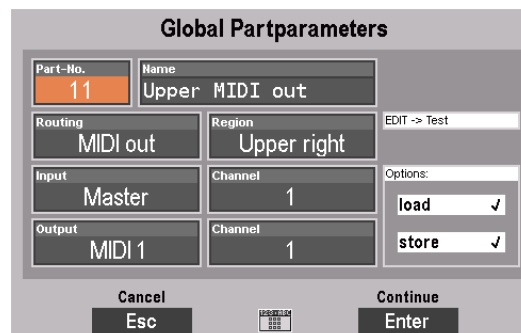 Global Partparameters
Part-No. Name
11 Upper MIDI out
Routing Region EDIT -> Test
MIDI out Upper right
Input Channel Options:
Master 1 load ✓
Output Channel
MIDI 1 1 store ✓
Cancel Continue
Esc Enter